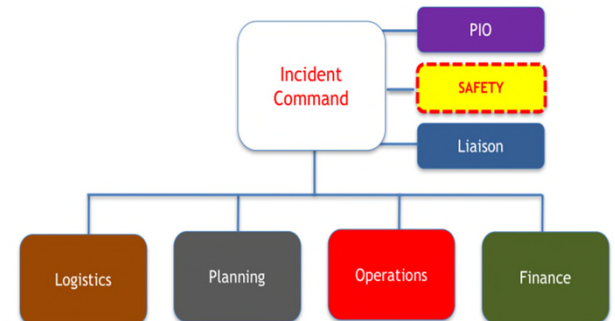 PIO
Incident
Command
SAFETY
Liaison
Logistics
Planning
Operations
Finance